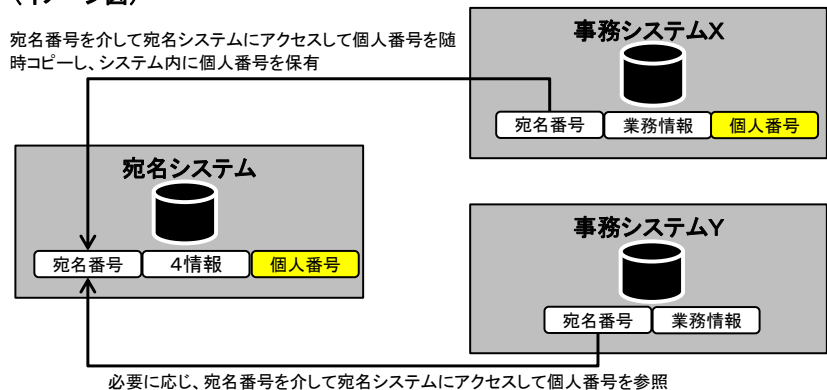 (イメージ図)
宛名番号を介して宛名システムにアクセスして個人番号を随
時コピーし、システム内に個人番号を保有
事務システムX
宛名番号 業務情報 個人番号
宛名システム
宛名番号 4情報 個人番号
事務システムY
宛名番号 業務情報
必要に応じ、宛名番号を介して宛名システムにアクセスして個人番号を参照